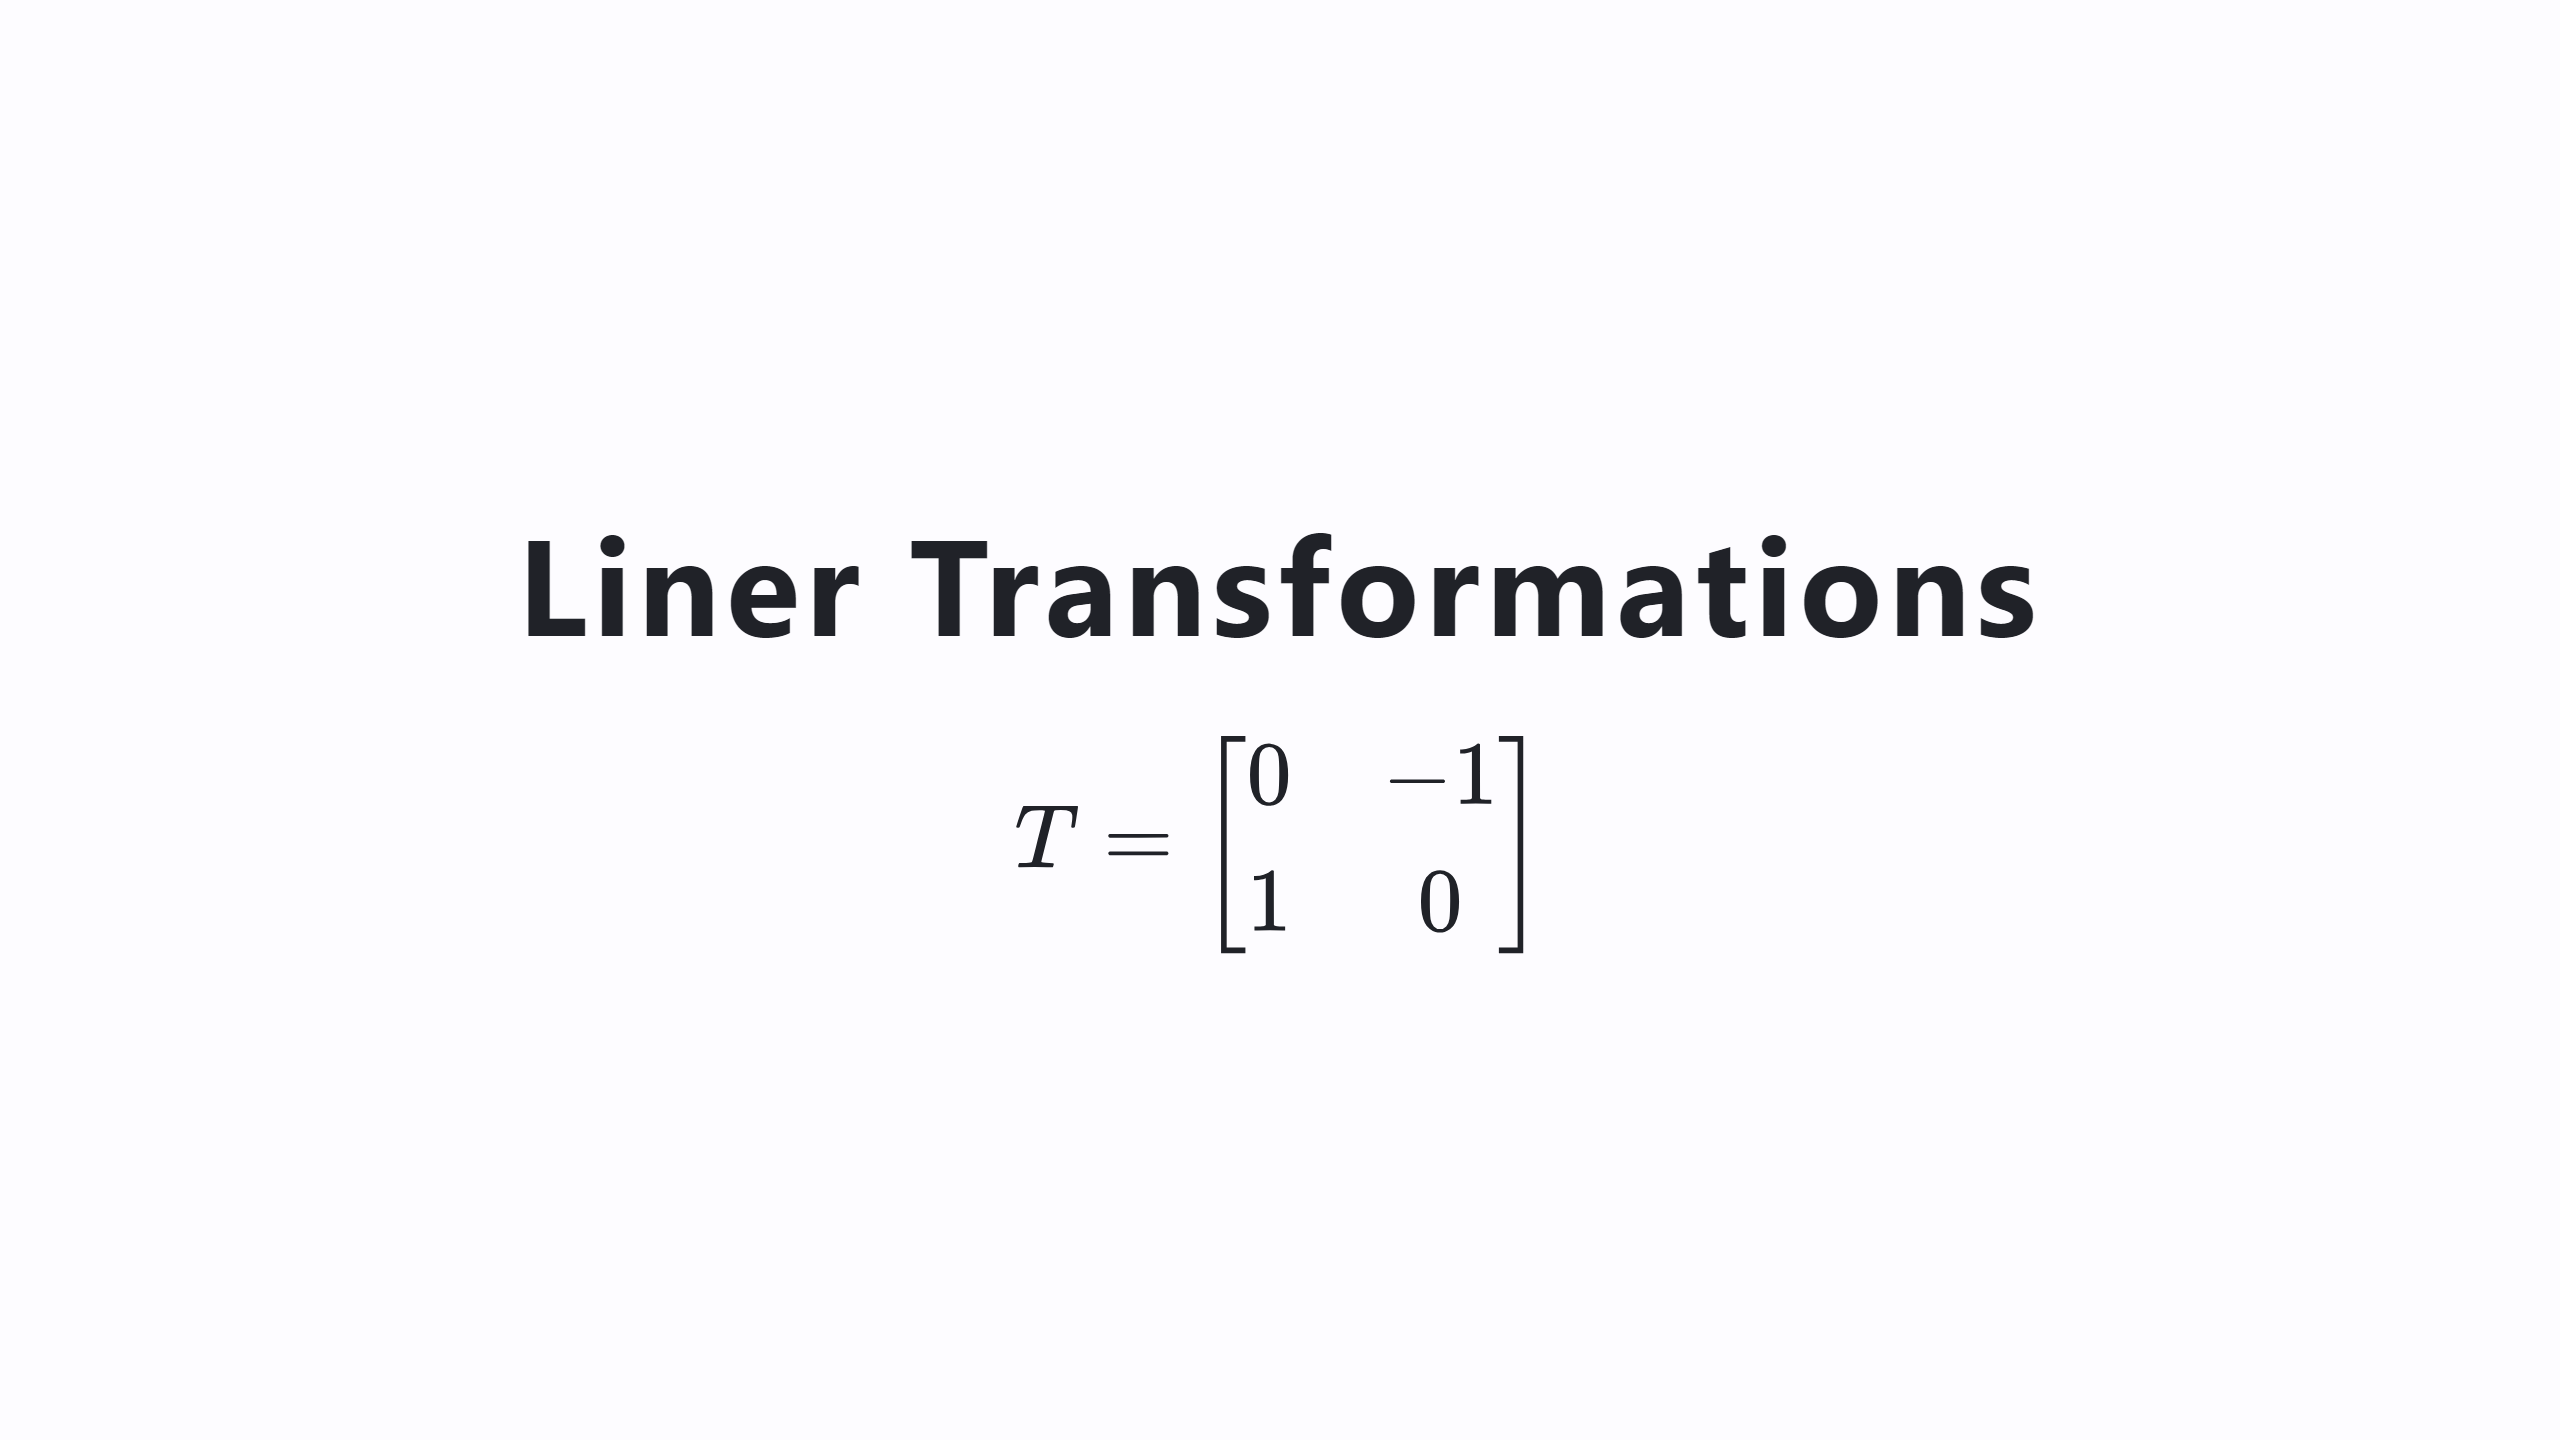 Liner Transformations
T = [0 −1
1 0]